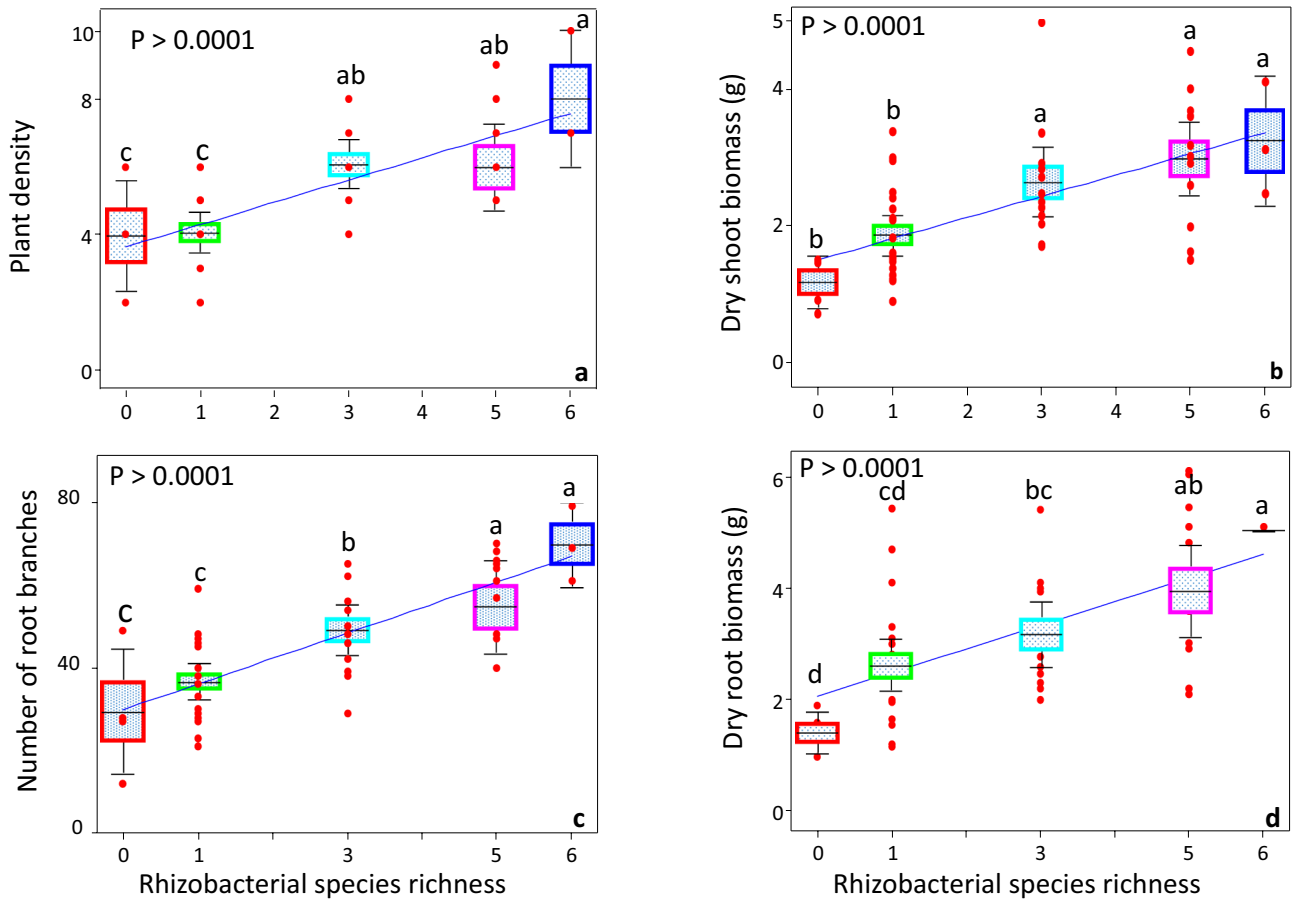 P > 0.0001
Plant density
10
8
4
0
c
c
ab
ab
a
a
0
1
2
3
4
5
6
P > 0.0001
Dry shoot biomass (g)
5
4
2
0
b
b
a
a
a
b
0
1
2
3
4
5
6
P > 0.0001
Number of root branches
80
40
0
c
c
b
a
a
c
0
1
3
5
6
Rhizobacterial species richness
P > 0.0001
Dry root biomass (g)
6
4
2
0
d
cd
bc
ab
a
d
0
1
3
5
6
Rhizobacterial species richness